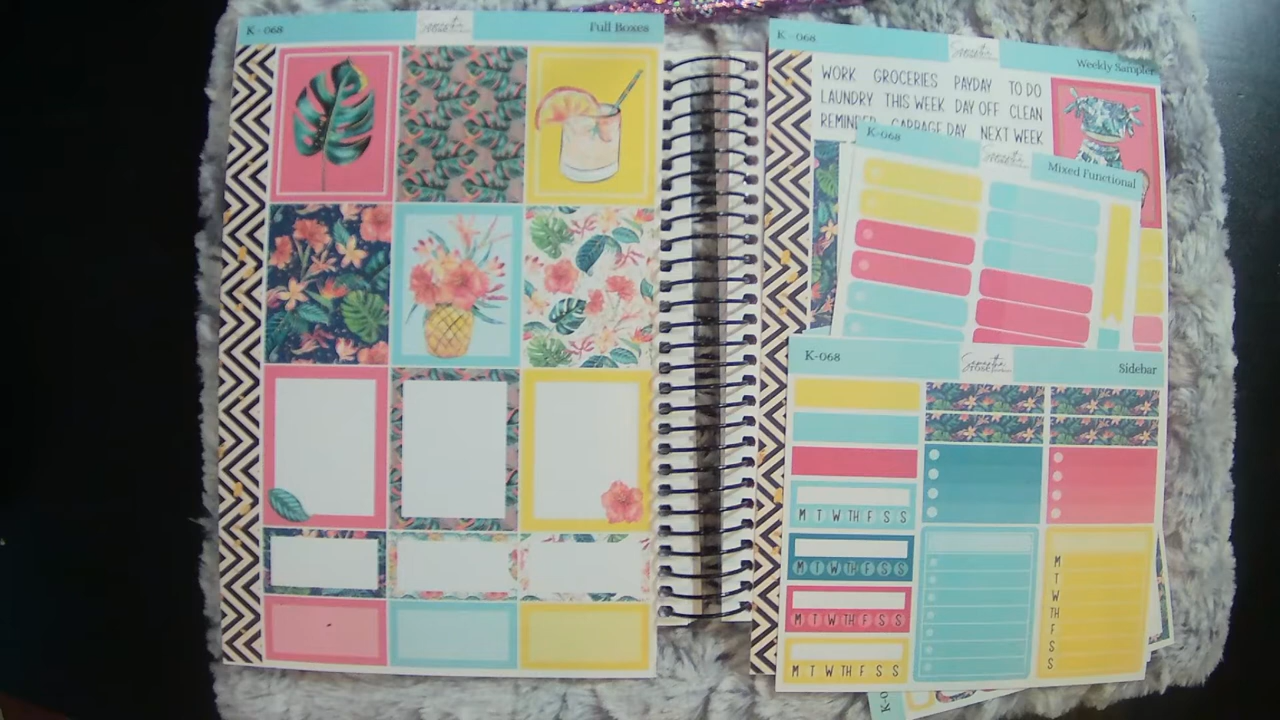 K - 068
Full Boxes
K - 068
Weekly Sampler
WORK GROCERIES PAYDAY TO DO
LAUNDRY THIS WEEK DAY OFF CLEAN
REMINDER GARBAGE DAY NEXT WEEK
K-068
Mixed Functional
K-068
Sidebar
M T W TH F S S
M T W TH F S S
M T W TH F S S
M T W TH F S S
M
T
W
TH
F
S
S